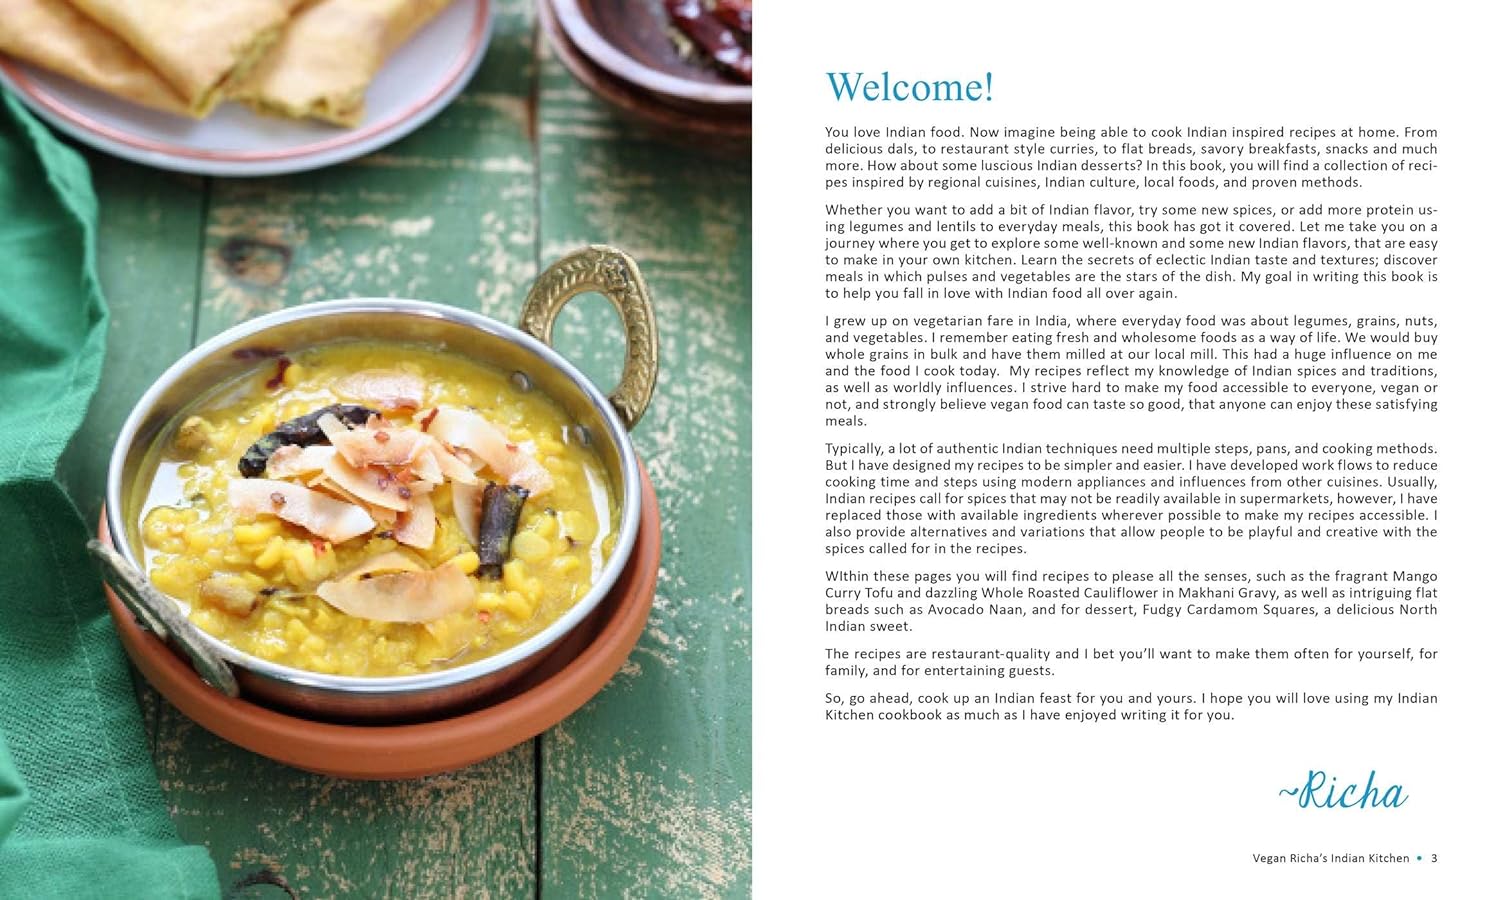 Welcome!
You love Indian food. Now imagine being able to cook Indian inspired recipes at home. From
delicious dals, to restaurant style curries, to flat breads, savory breakfasts, snacks and much
more. How about some luscious Indian desserts? In this book, you will find a collection of reci-
pes inspired by regional cuisines, Indian culture, local foods, and proven methods.
Whether you want to add a bit of Indian flavor, try some new spices, or add more protein us-
ing legumes and lentils to everyday meals, this book has got it covered. Let me take you on a
journey where you get to explore some well-known and some new Indian flavors, that are easy
to make in your own kitchen. Learn the secrets of eclectic Indian taste and textures; discover
meals in which pulses and vegetables are the stars of the dish. My goal in writing this book is
to help you fall in love with Indian food all over again.
I grew up on vegetarian fare in India, where everyday food was about legumes, grains, nuts,
and vegetables. I remember eating fresh and wholesome foods as a way of life. We would buy
whole grains in bulk and have them milled at our local mill. This had a huge influence on me
and the food I cook today.  My recipes reflect my knowledge of Indian spices and traditions,
as well as worldly influences. I strive hard to make my food accessible to everyone, vegan or
not, and strongly believe vegan food can taste so good, that anyone can enjoy these satisfying
meals.
Typically, a lot of authentic Indian techniques need multiple steps, pans, and cooking methods.
But I have designed my recipes to be simpler and easier. I have developed work flows to reduce
cooking time and steps using modern appliances and influences from other cuisines. Usually,
Indian recipes call for spices that may not be readily available in supermarkets, however, I have
replaced those with available ingredients wherever possible to make my recipes accessible. I
also provide alternatives and variations that allow people to be playful and creative with the
spices called for in the recipes.
WIthin these pages you will find recipes to please all the senses, such as the fragrant Mango
Curry Tofu and dazzling Whole Roasted Cauliflower in Makhani Gravy, as well as intriguing flat
breads such as Avocado Naan, and for dessert, Fudgy Cardamom Squares, a delicious North
Indian sweet.
The recipes are restaurant-quality and I bet you’ll want to make them often for yourself, for
family, and for entertaining guests.
So, go ahead, cook up an Indian feast for you and yours. I hope you will love using my Indian
Kitchen cookbook as much as I have enjoyed writing it for you.
~Richa
Vegan Richa’s Indian Kitchen • 3